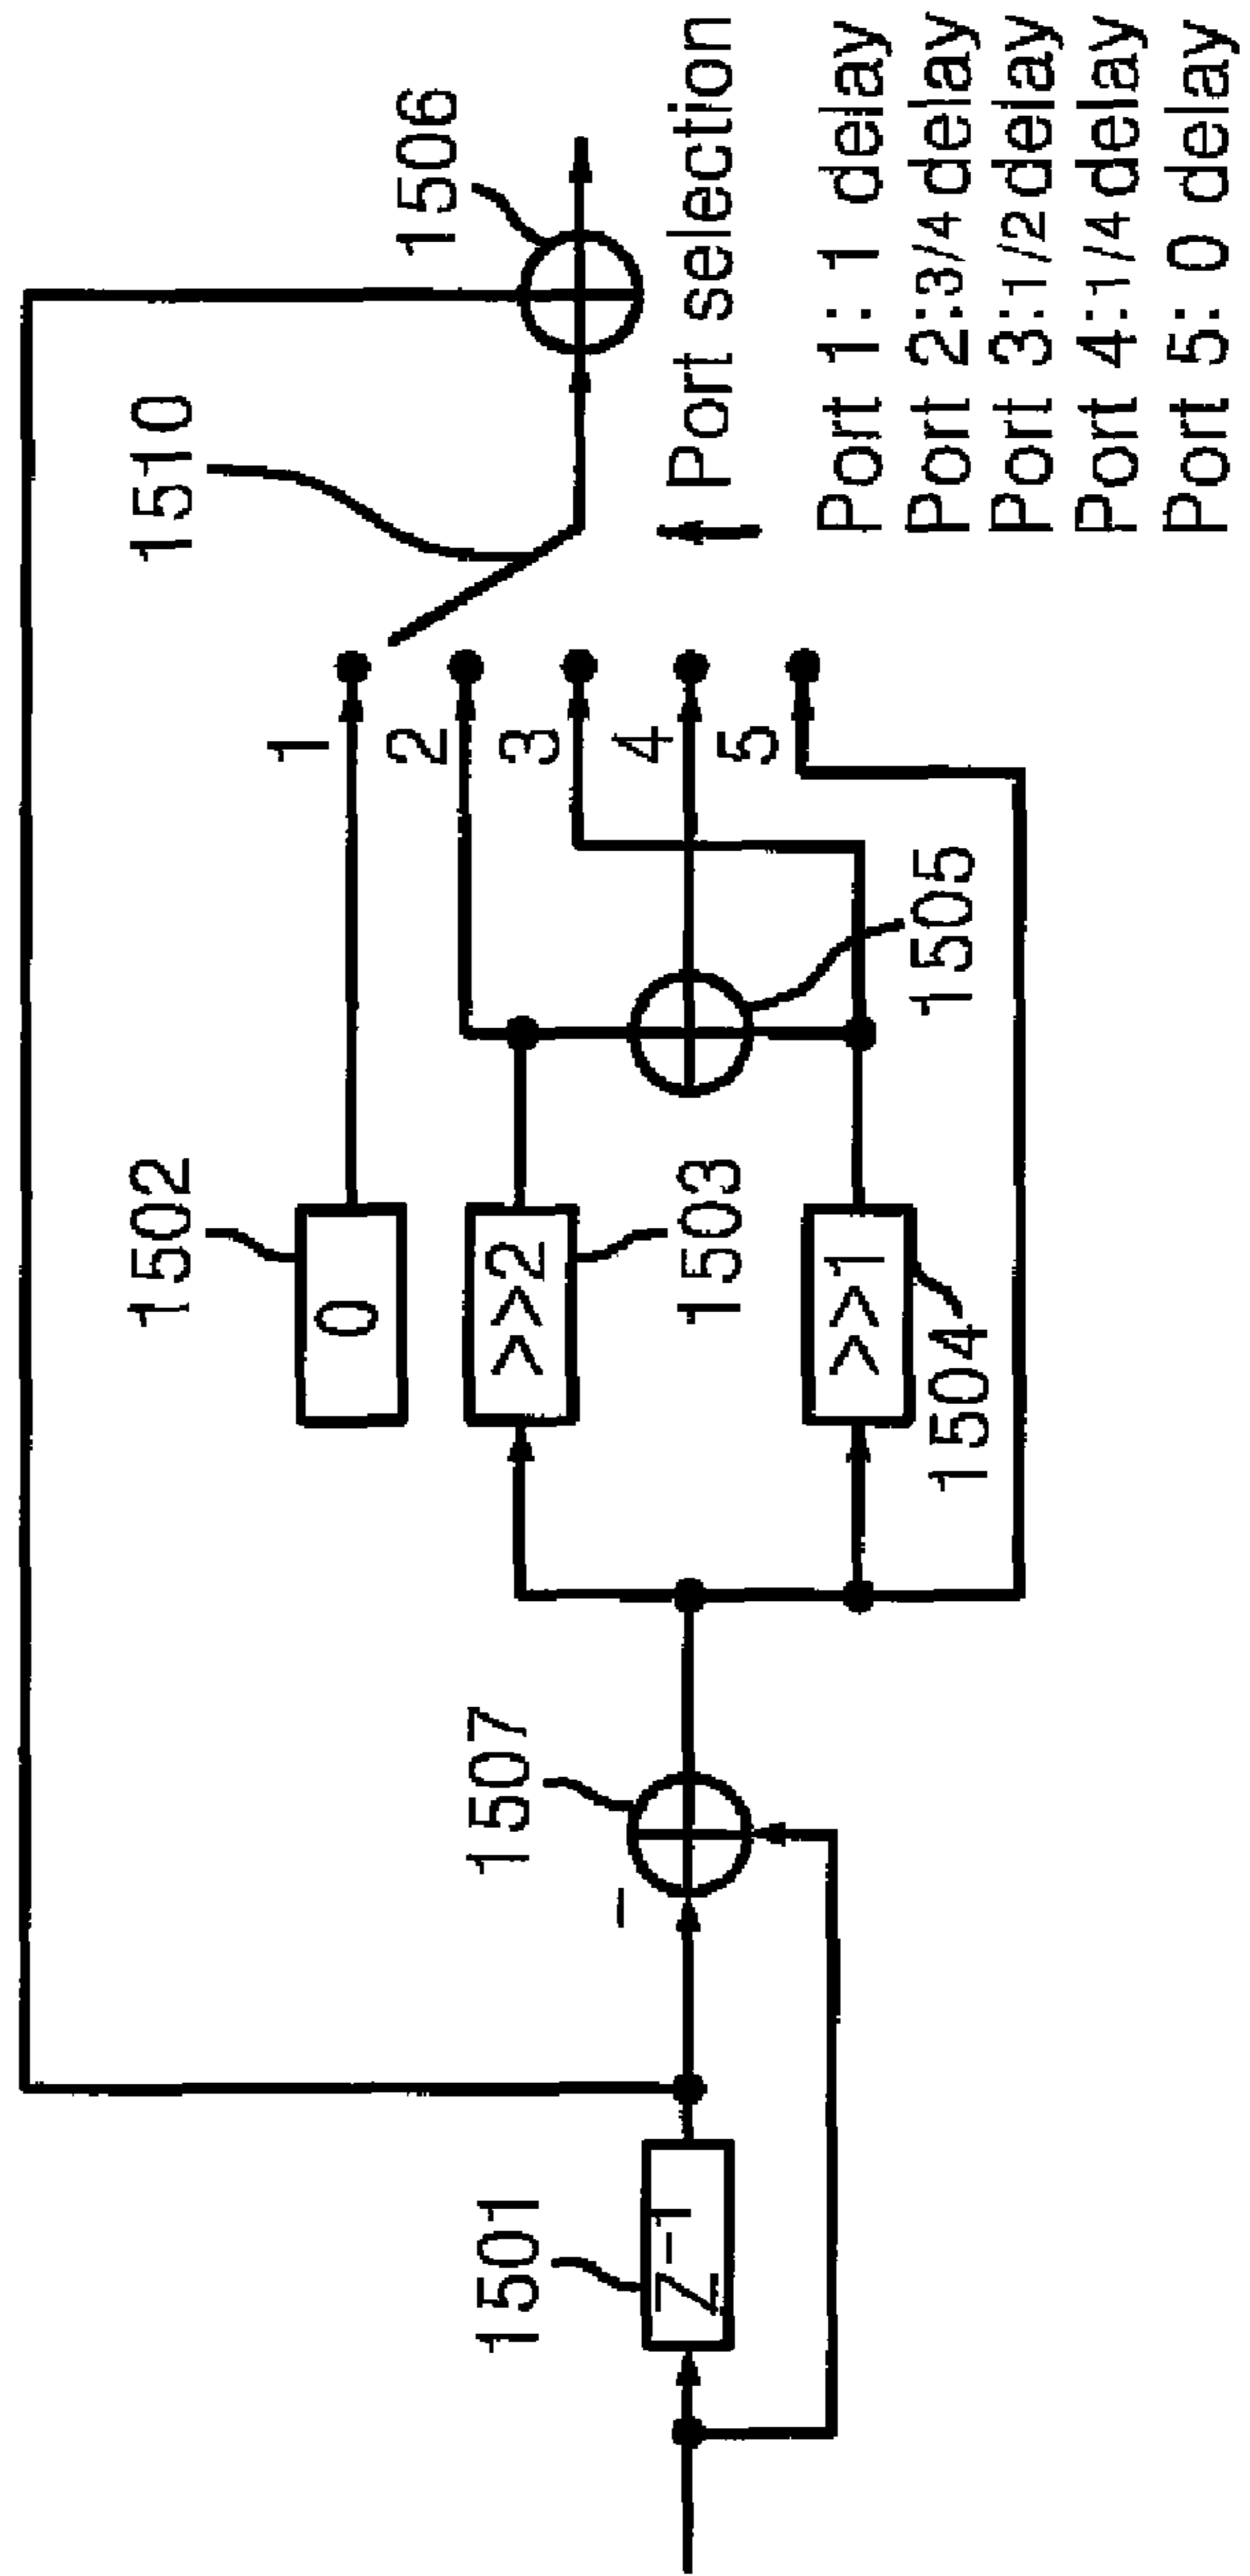 1506
1510
Port selection
Port 1: 1 delay
Port 2:3/4 delay
Port 3:1/2 delay
Port 4:1/4 delay
Port 5: 0 delay
1
2
3
4
5
1502
0
>>2
1503
>>1
1504
1505
1507
−
1501
Z−1